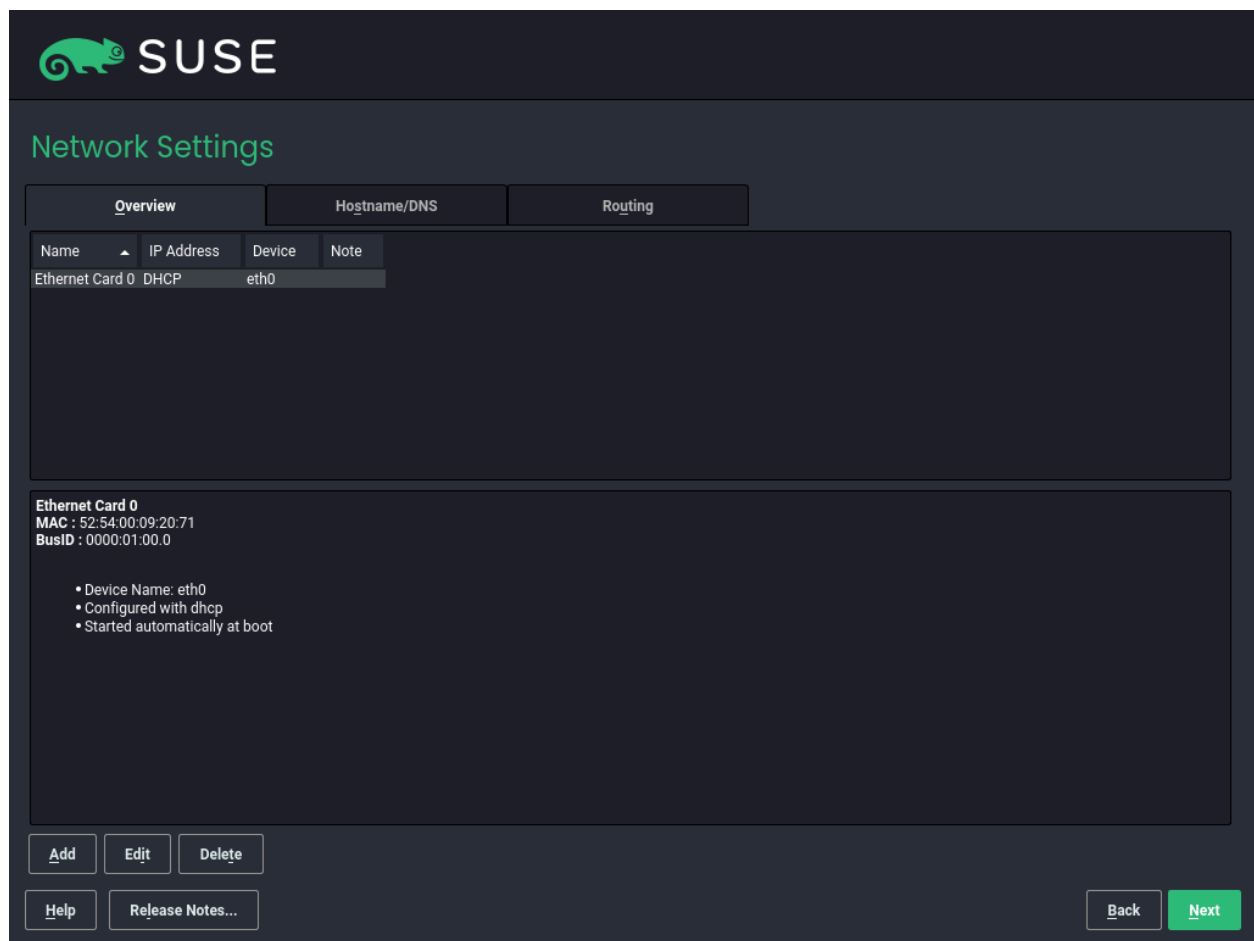 SUSE
Network Settings
Overview Hostname/DNS Routing
Name IP Address Device Note
Ethernet Card 0 DHCP eth0
Ethernet Card 0
MAC : 52:54:00:09:20:71
BusID : 0000:01:00.0
• Device Name: eth0
• Configured with dhcp
• Started automatically at boot
Add Edit Delete
Help Release Notes... Back Next